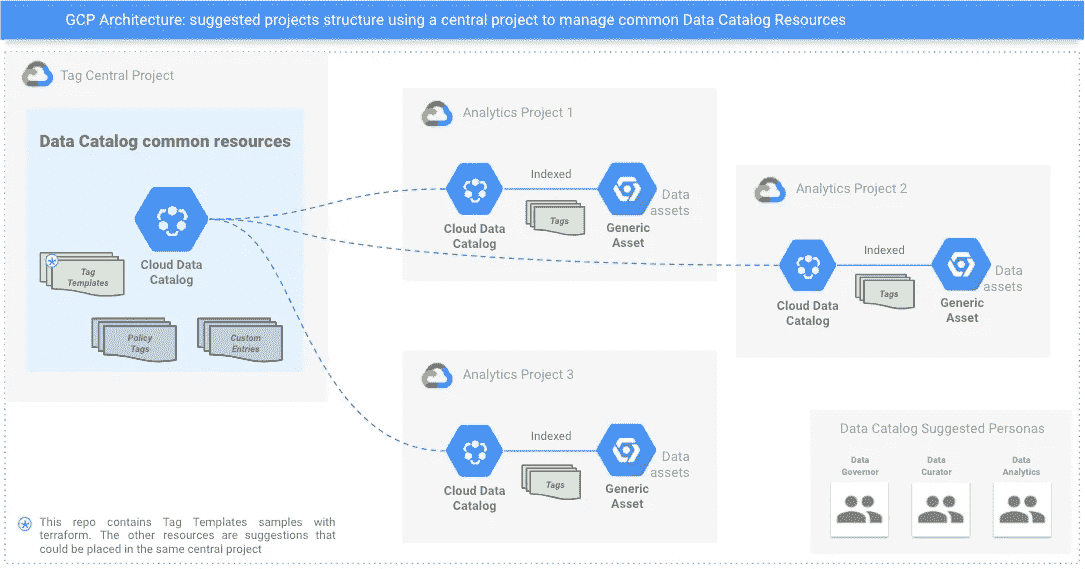 GCP Architecture: suggested projects structure using a central project to manage common Data Catalog Resources
Tag Central Project
Data Catalog common resources
Cloud Data
Catalog
Tag
Templates
Policy
Tags
Custom
Entries
Analytics Project 1
Indexed
Tags
Data
assets
Cloud Data
Catalog
Generic
Asset
Analytics Project 2
Indexed
Tags
Data
assets
Cloud Data
Catalog
Generic
Asset
Analytics Project 3
Indexed
Tags
Data
assets
Cloud Data
Catalog
Generic
Asset
Data Catalog Suggested Personas
Data
Governor
Data
Curator
Data
Analytics
This repo contains Tag Templates samples with
terraform. The other resources are suggestions that
could be placed in the same central project